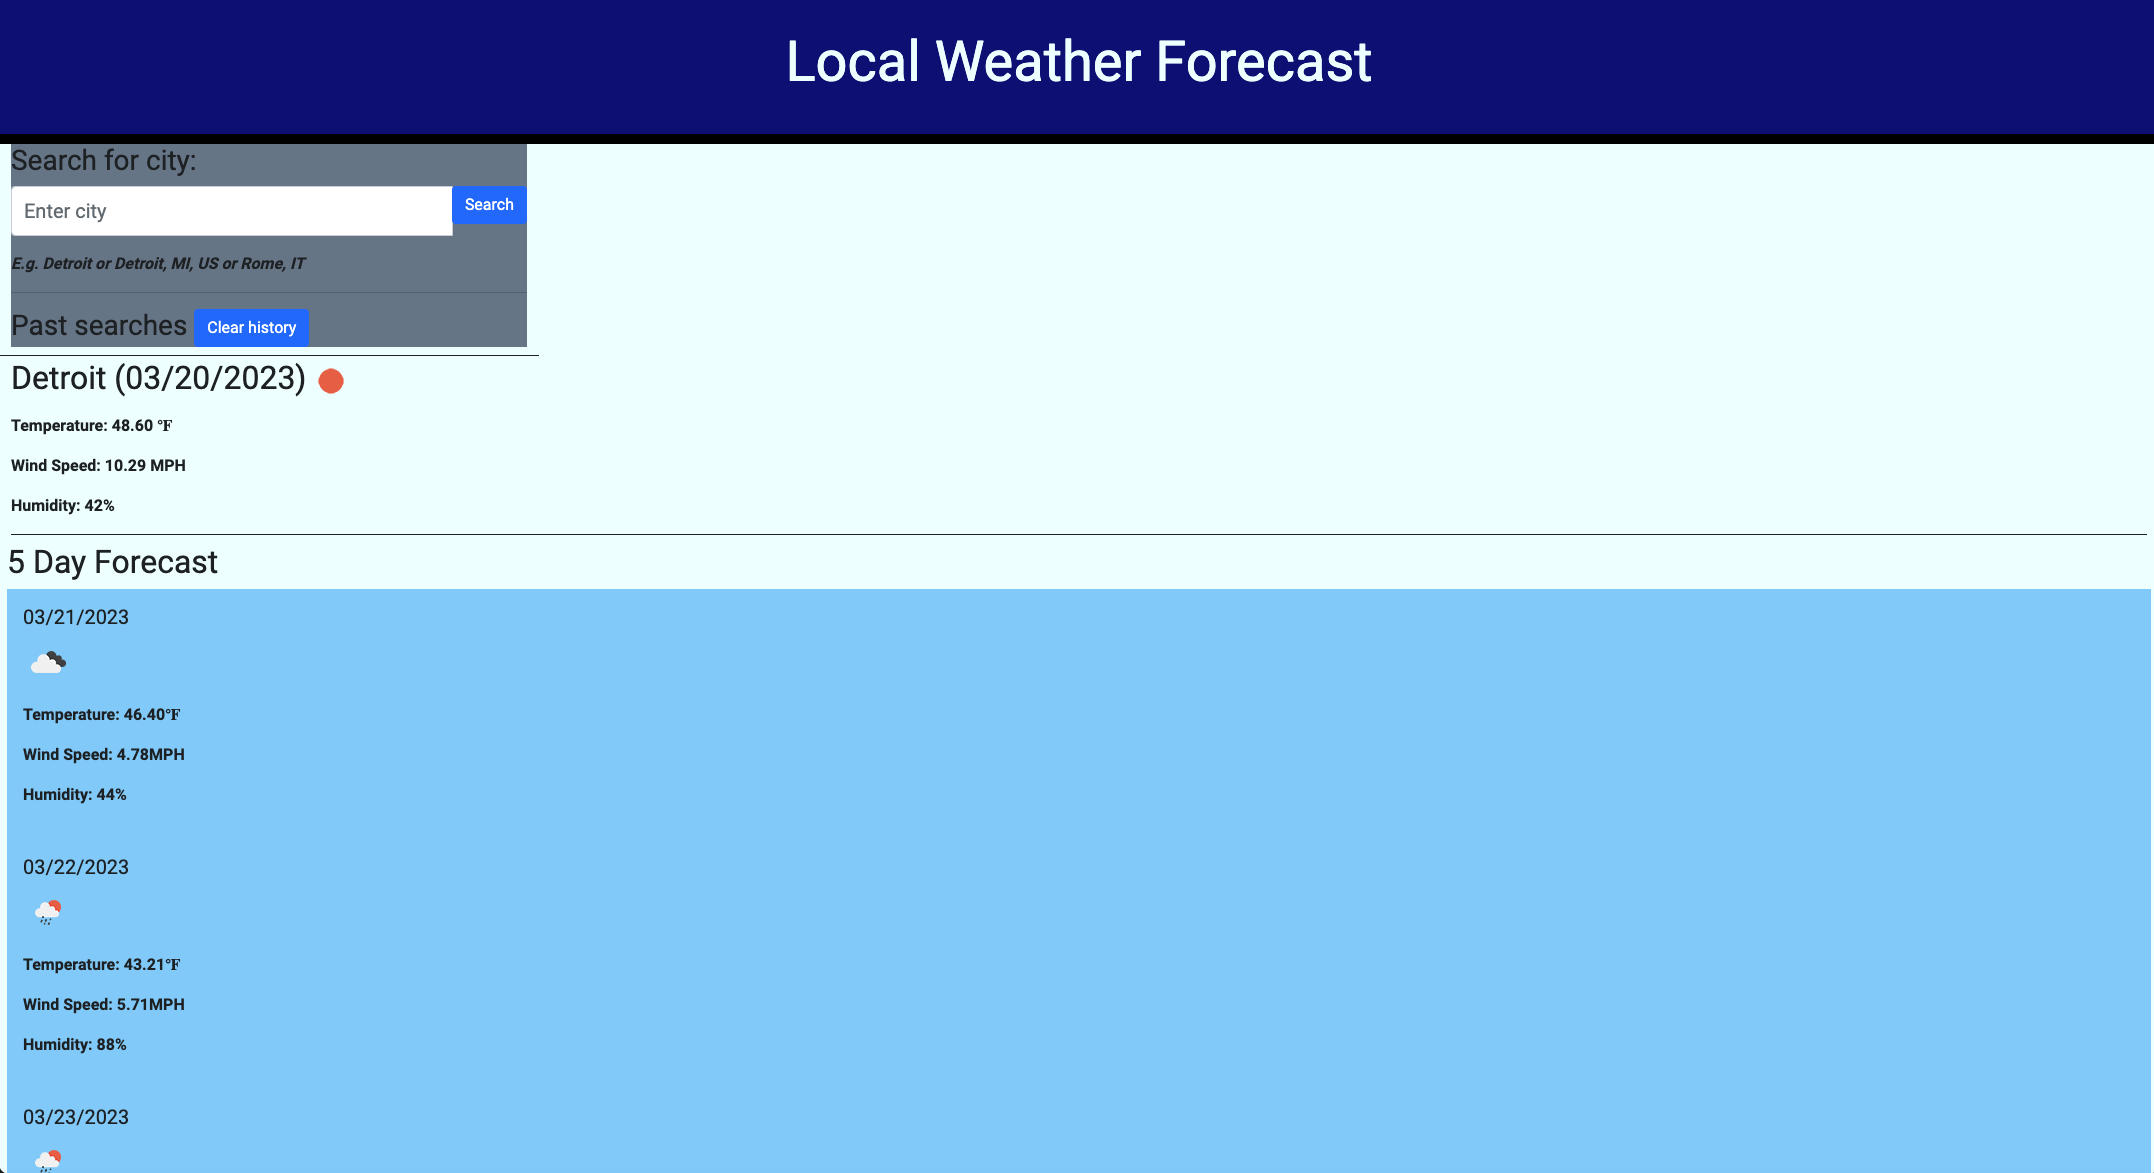 Local Weather Forecast
Search for city:
Enter city
Search
E.g. Detroit or Detroit, MI, US or Rome, IT
Past searches
Clear history
Detroit (03/20/2023)
Temperature: 48.60 °F
Wind Speed: 10.29 MPH
Humidity: 42%
5 Day Forecast
03/21/2023
Temperature: 46.40°F
Wind Speed: 4.78MPH
Humidity: 44%
03/22/2023
Temperature: 43.21°F
Wind Speed: 5.71MPH
Humidity: 88%
03/23/2023